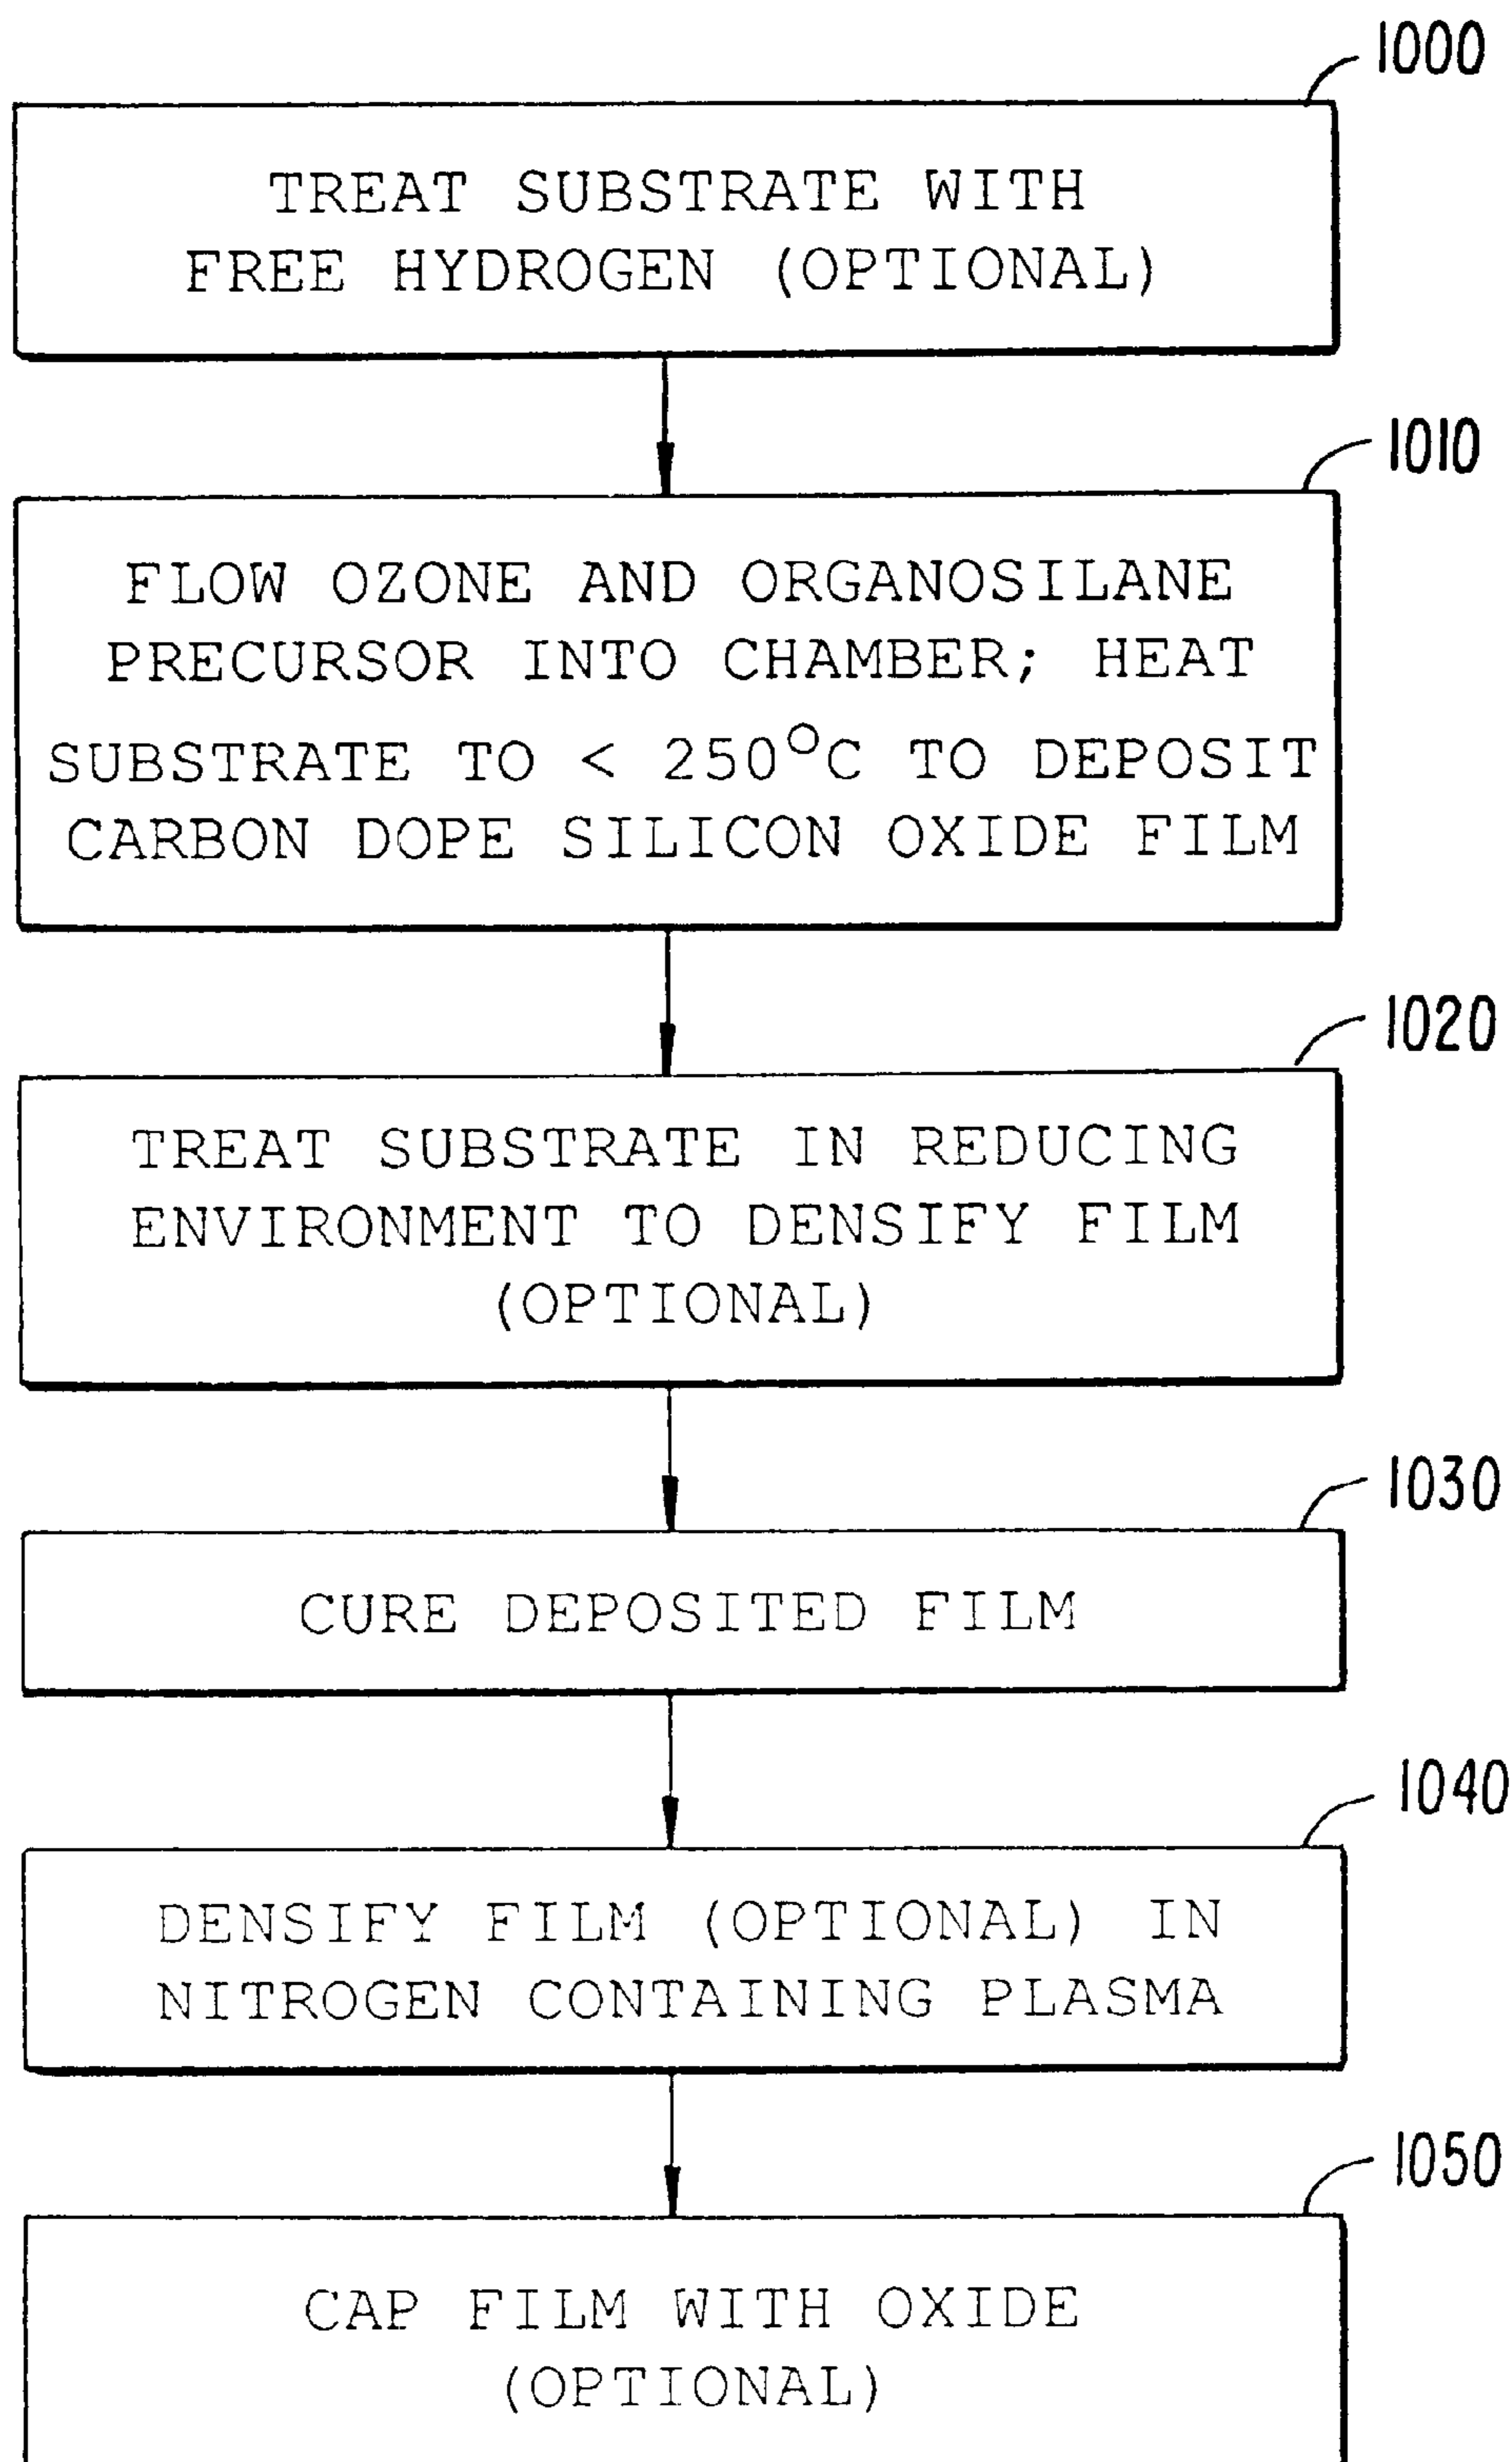 1000
TREAT SUBSTRATE WITH
FREE HYDROGEN (OPTIONAL)
1010
FLOW OZONE AND ORGANOSILANE
PRECURSOR INTO CHAMBER; HEAT
SUBSTRATE TO < 250°C TO DEPOSIT
CARBON DOPE SILICON OXIDE FILM
1020
TREAT SUBSTRATE IN REDUCING
ENVIRONMENT TO DENSIFY FILM
(OPTIONAL)
1030
CURE DEPOSITED FILM
1040
DENSIFY FILM (OPTIONAL) IN
NITROGEN CONTAINING PLASMA
1050
CAP FILM WITH OXIDE
(OPTIONAL)